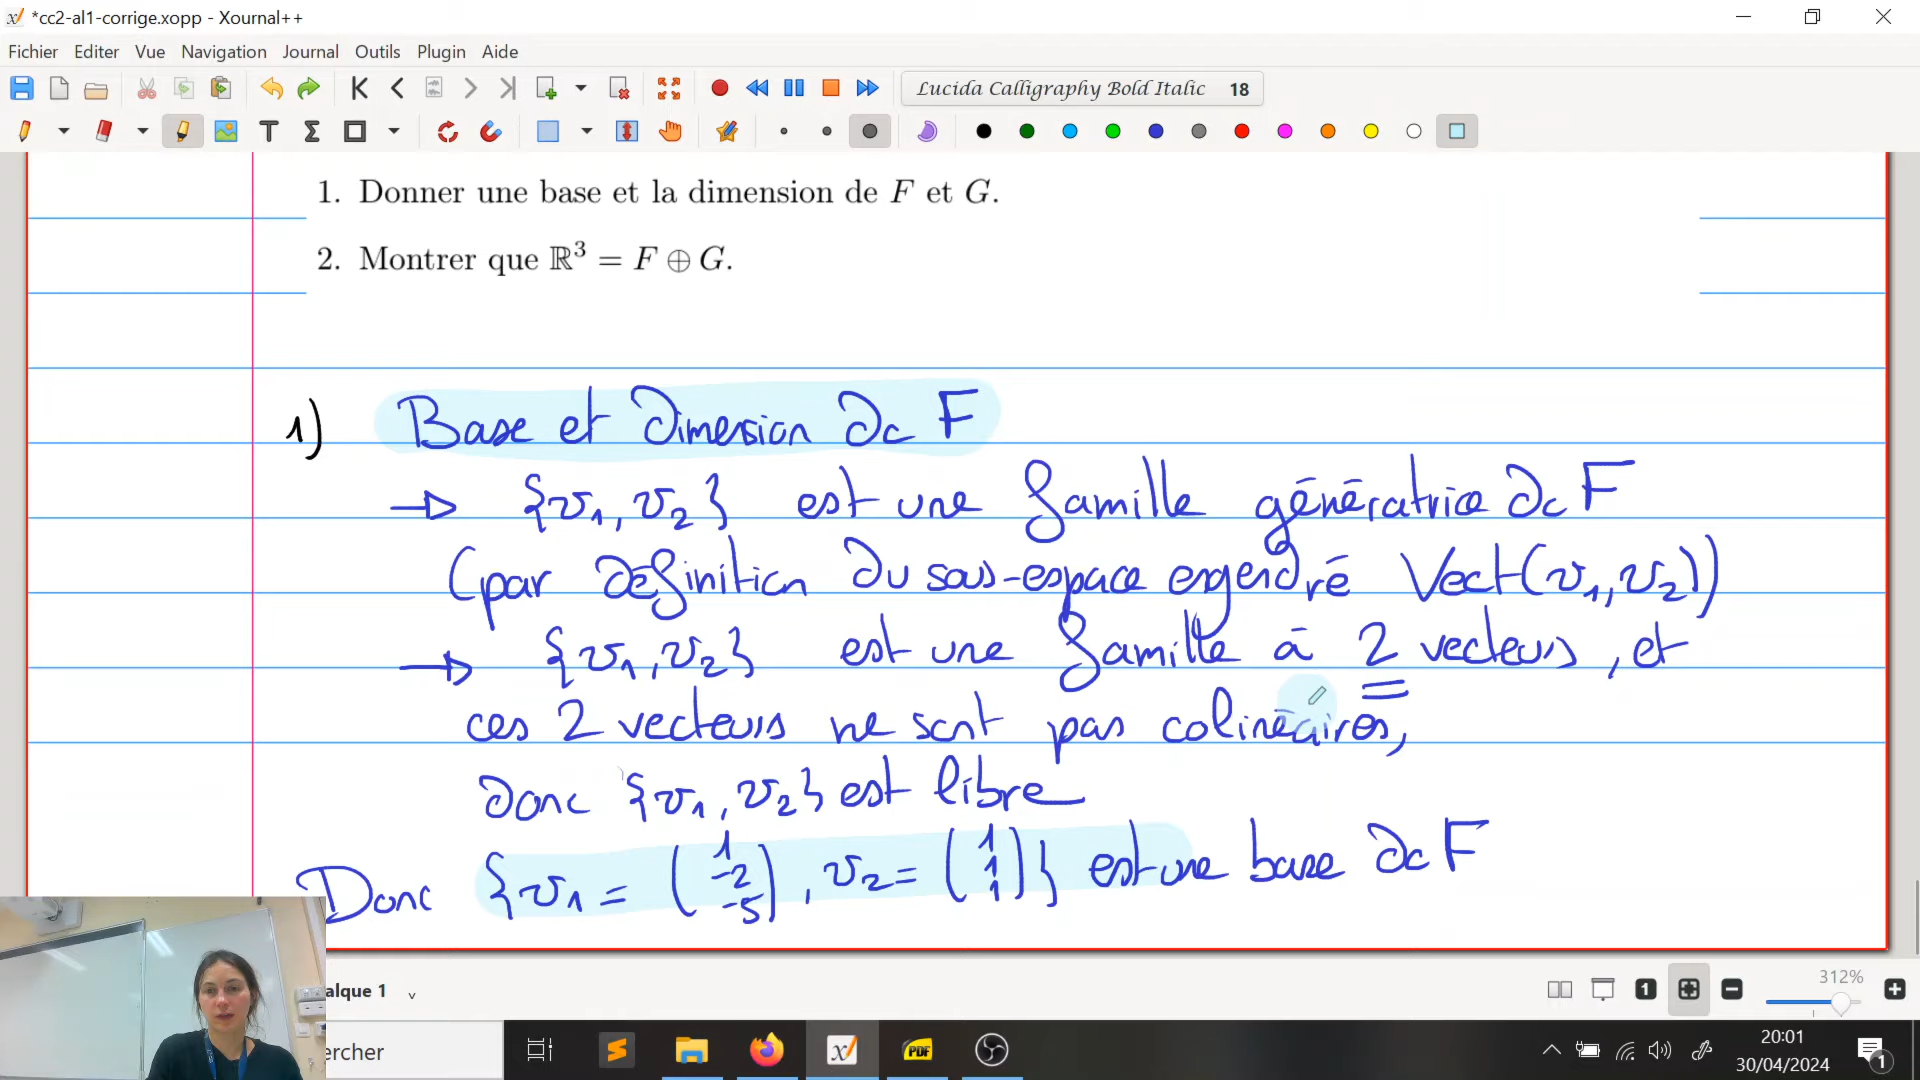 *cc2-al1-corrige.xopp - Xournal++
Fichier Editer Vue Navigation Journal Outils Plugin Aide
Lucida Calligraphy Bold Italic 18
1. Donner une base et la dimension de F et G.
2. Montrer que ℝ³ = F ⊕ G.
1) Base et dimension de F
→ {v₁, v₂} est une famille génératrice de F
(par définition du sous-espace engendré Vect(v₁, v₂))
→ {v₁, v₂} est une famille à 2 vecteurs, et
ces 2 vecteurs ne sont pas colinéaires,
donc {v₁, v₂} est libre
Donc {v₁ = (1 -2 -5), v₂ = (1 1 1)} est une base de F
alque 1
312%
ercher
PDF
20:01
30/04/2024
1